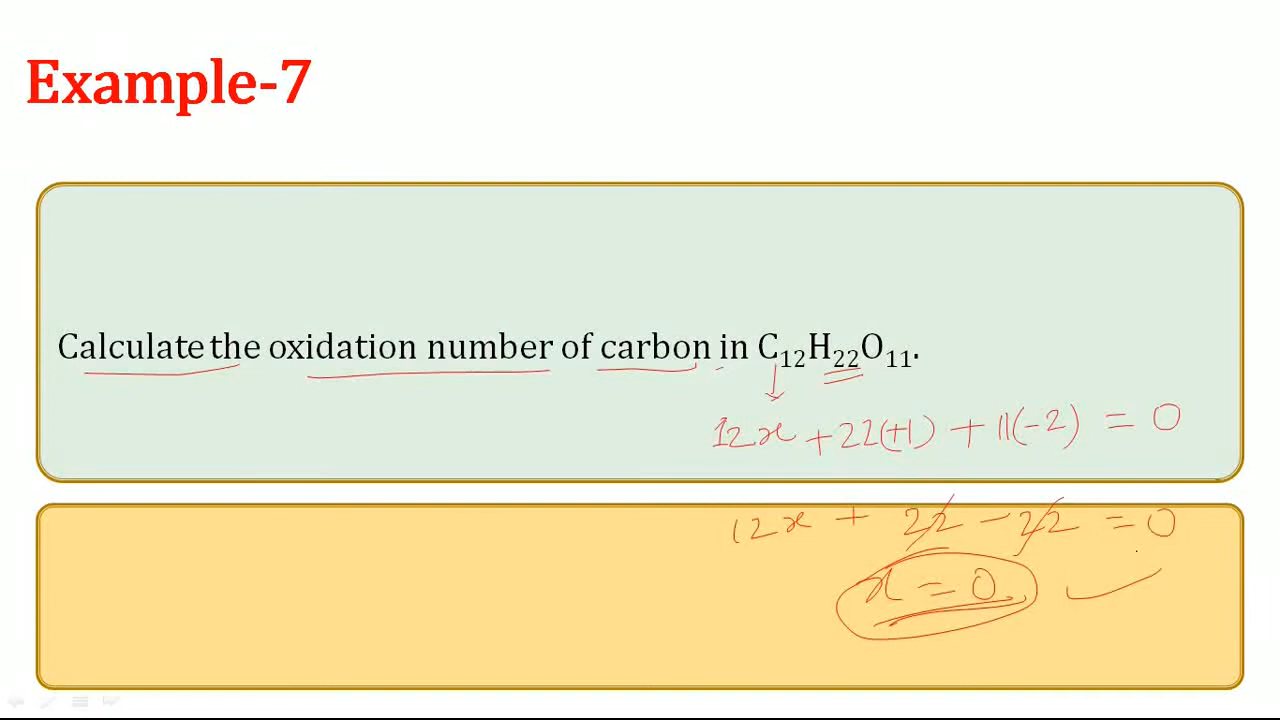 Example-7
Calculate the oxidation number of carbon in C₁₂H₂₂O₁₁.
12x + 22(+1) + 11(-2) = 0
12x + 22 - 22 = 0
x = 0